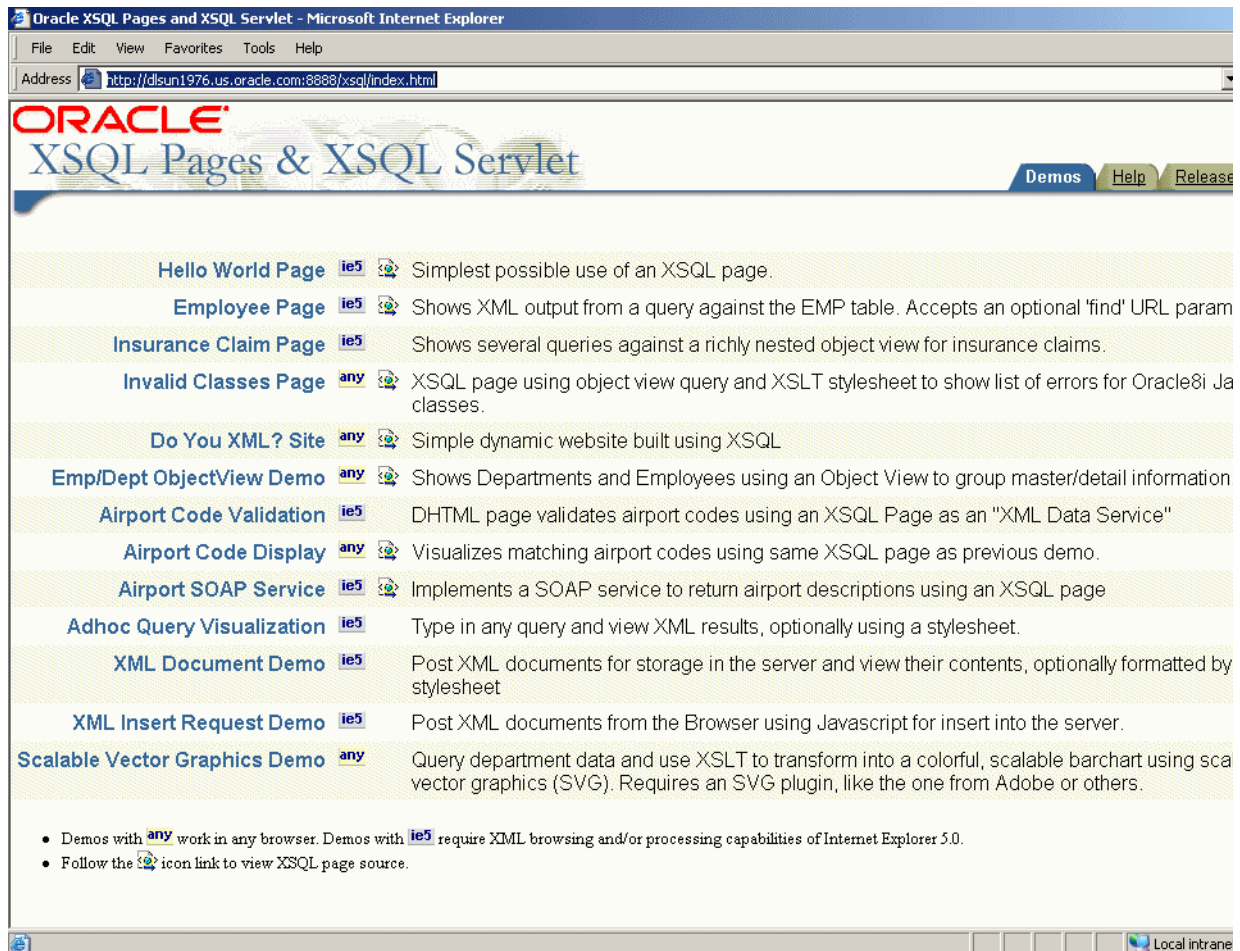 Oracle XSQL Pages and XSQL Servlet - Microsoft Internet Explorer
File Edit View Favorites Tools Help
Address http://dlsun1976.us.oracle.com:8888/xsql/index.html
ORACLE
XSQL Pages & XSQL Servlet
Demos Help Release
Hello World Page ie5 Simplest possible use of an XSQL page.
Employee Page ie5 Shows XML output from a query against the EMP table. Accepts an optional 'find' URL param
Insurance Claim Page ie5 Shows several queries against a richly nested object view for insurance claims.
Invalid Classes Page any XSQL page using object view query and XSLT stylesheet to show list of errors for Oracle8i Ja
classes.
Do You XML? Site any Simple dynamic website built using XSQL
Emp/Dept ObjectView Demo any Shows Departments and Employees using an Object View to group master/detail information
Airport Code Validation ie5 DHTML page validates airport codes using an XSQL Page as an "XML Data Service"
Airport Code Display any Visualizes matching airport codes using same XSQL page as previous demo.
Airport SOAP Service ie5 Implements a SOAP service to return airport descriptions using an XSQL page
Adhoc Query Visualization ie5 Type in any query and view XML results, optionally using a stylesheet.
XML Document Demo ie5 Post XML documents for storage in the server and view their contents, optionally formatted by
stylesheet
XML Insert Request Demo ie5 Post XML documents from the Browser using Javascript for insert into the server.
Scalable Vector Graphics Demo any Query department data and use XSLT to transform into a colorful, scalable barchart using scal
vector graphics (SVG). Requires an SVG plugin, like the one from Adobe or others.
• Demos with any work in any browser. Demos with ie5 require XML browsing and/or processing capabilities of Internet Explorer 5.0.
• Follow the icon link to view XSQL page source.
Local intrane